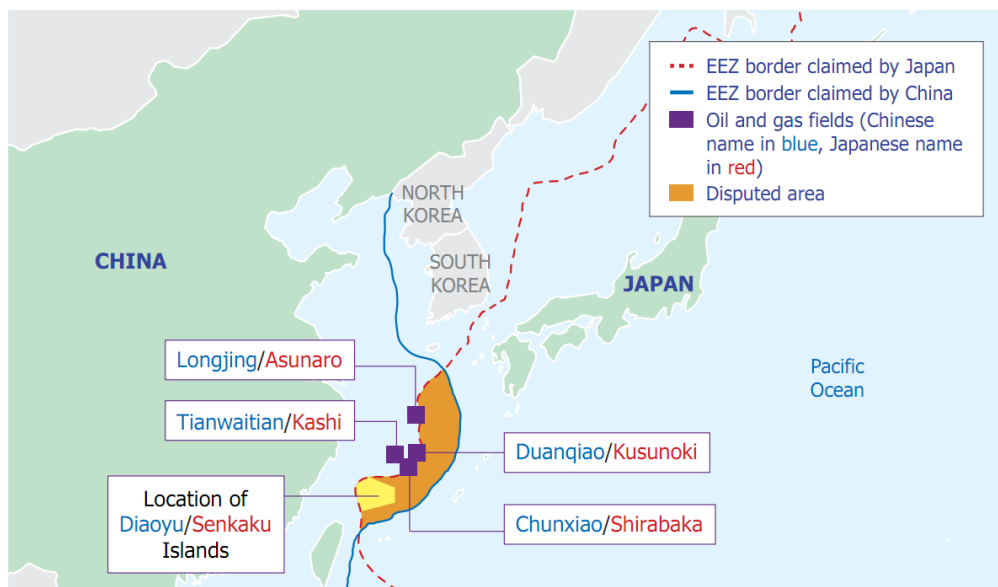 EEZ border claimed by Japan
EEZ border claimed by China
Oil and gas fields (Chinese
name in blue, Japanese name
in red)
Disputed area
NORTH
KOREA
CHINA
SOUTH
KOREA
JAPAN
Longjing/Asunaro
Pacific
Ocean
Tianwaitian/Kashi
Duanqiao/Kusunoki
Location of
Diaoyu/Senkaku
Islands
Chunxiao/Shirabaka